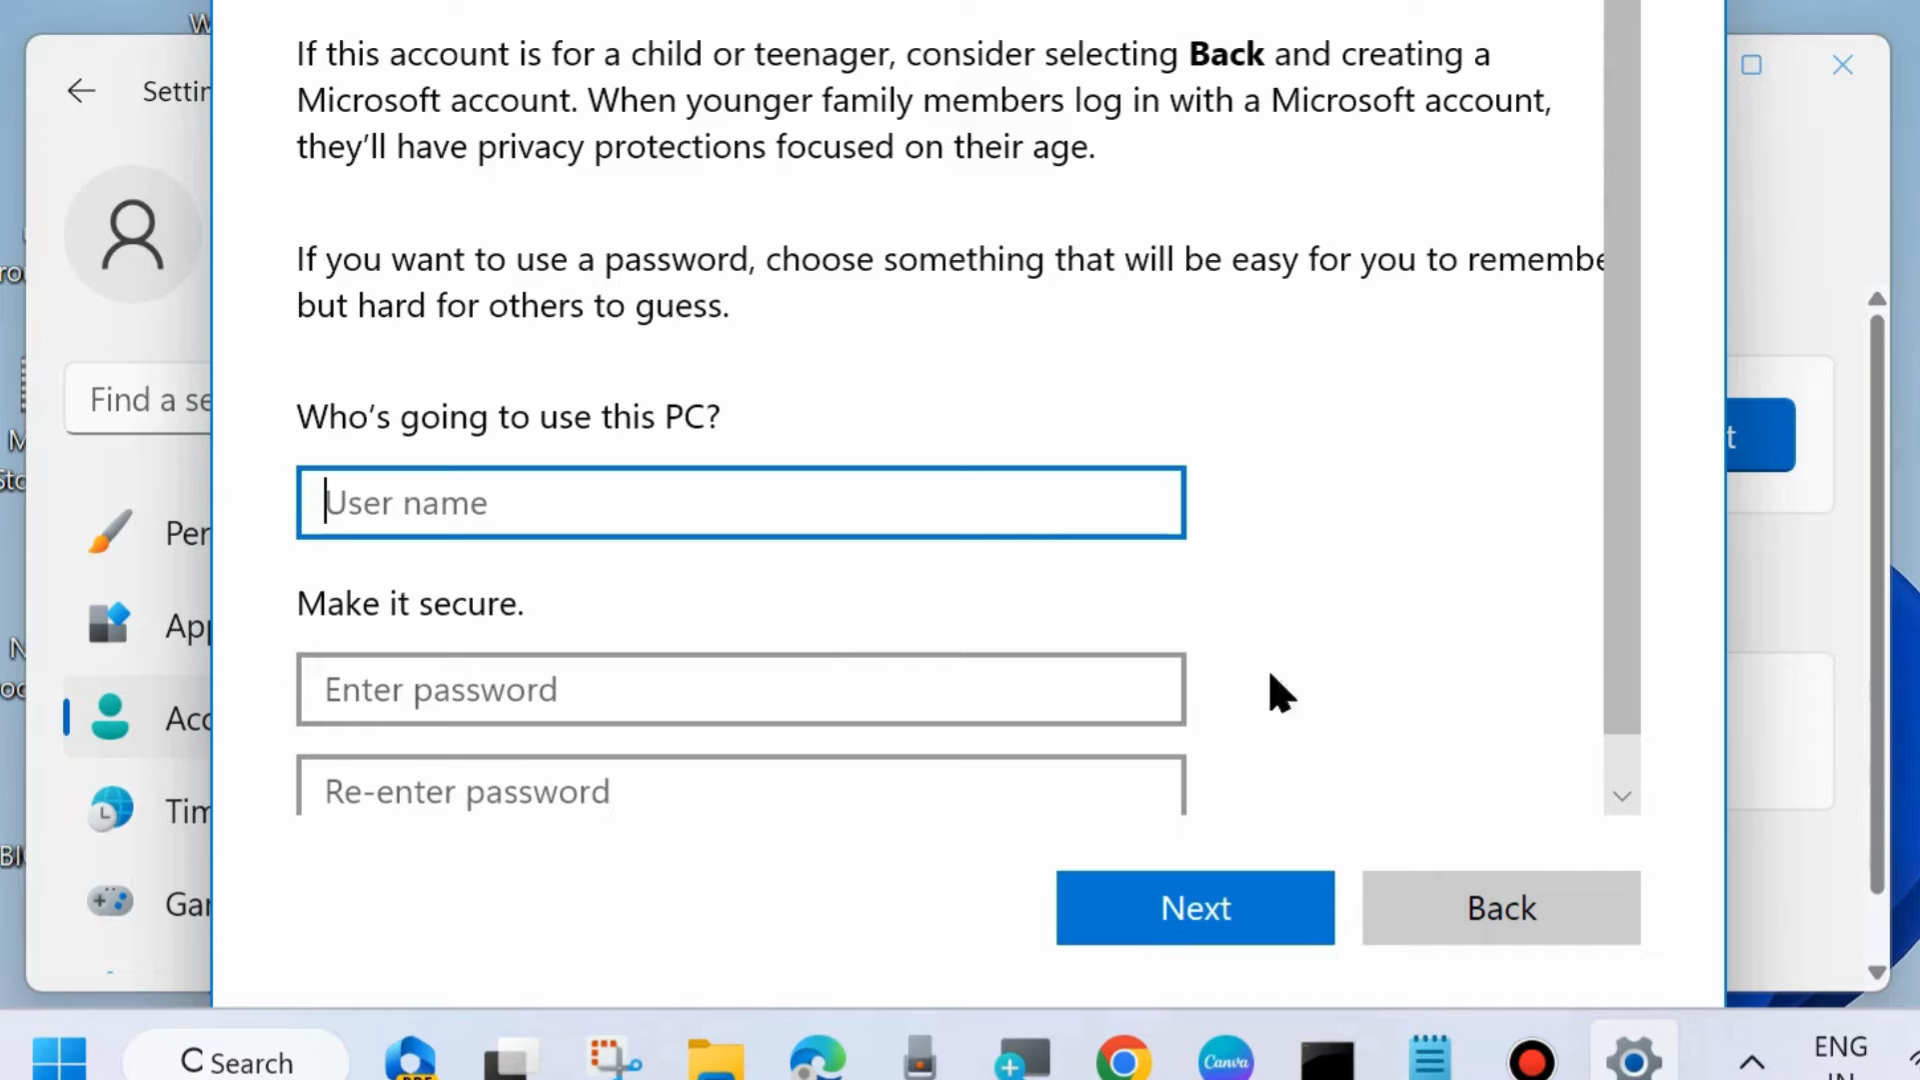 If this account is for a child or teenager, consider selecting Back and creating a
Microsoft account. When younger family members log in with a Microsoft account,
they’ll have privacy protections focused on their age.
If you want to use a password, choose something that will be easy for you to remembe
but hard for others to guess.
Who’s going to use this PC?
User name
Make it secure.
Enter password
Re-enter password
Next
Back
Settin
Find a se
Per
App
Acc
Tim
Gar
t
Search
Canva
ENG
IN